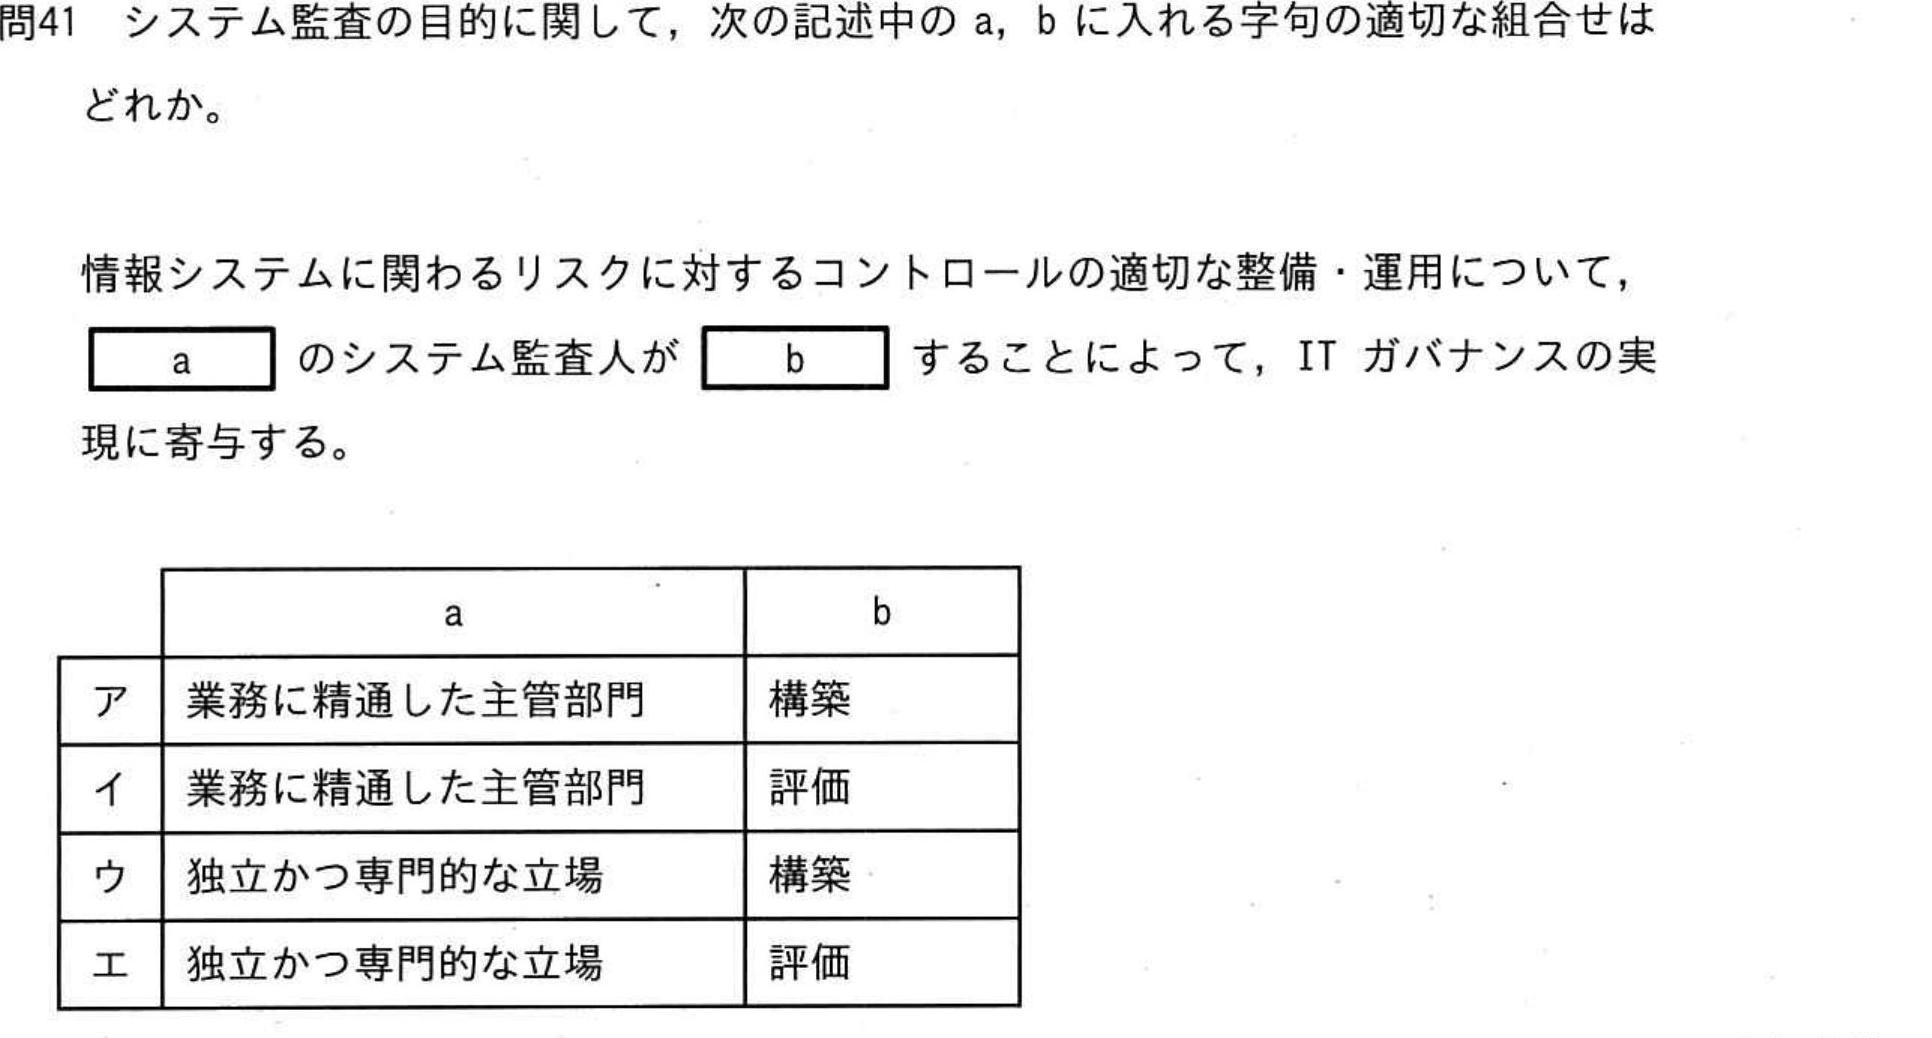 問41 システム監査の目的に関して，次の記述中の a，b に入れる字句の適切な組合せは
どれか。
情報システムに関わるリスクに対するコントロールの適切な整備・運用について，
a のシステム監査人が b することによって，IT ガバナンスの実
現に寄与する。
a b
ア 業務に精通した主管部門 構築
イ 業務に精通した主管部門 評価
ウ 独立かつ専門的な立場 構築
エ 独立かつ専門的な立場 評価